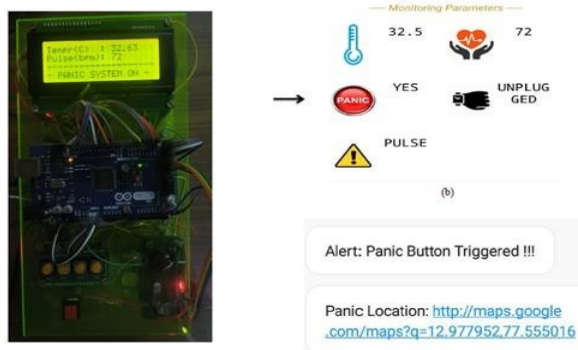 Tempr(C) : 32.63
Pulse(bpm): 72
- PANIC SYSTEM ON -
Monitoring Parameters
32.5
72
PANIC
YES
UNPLUG
GED
PULSE
(b)
Alert: Panic Button Triggered !!!
Panic Location: http://maps.google
.com/maps?q=12.977952,77.555016